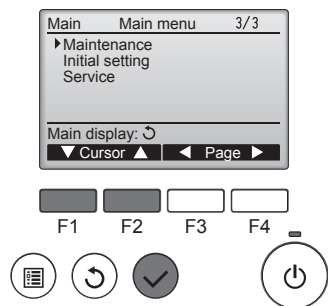 Main Main menu 3/3
Maintenance
Initial setting
Service
Main display:
Cursor Page
F1 F2 F3 F4